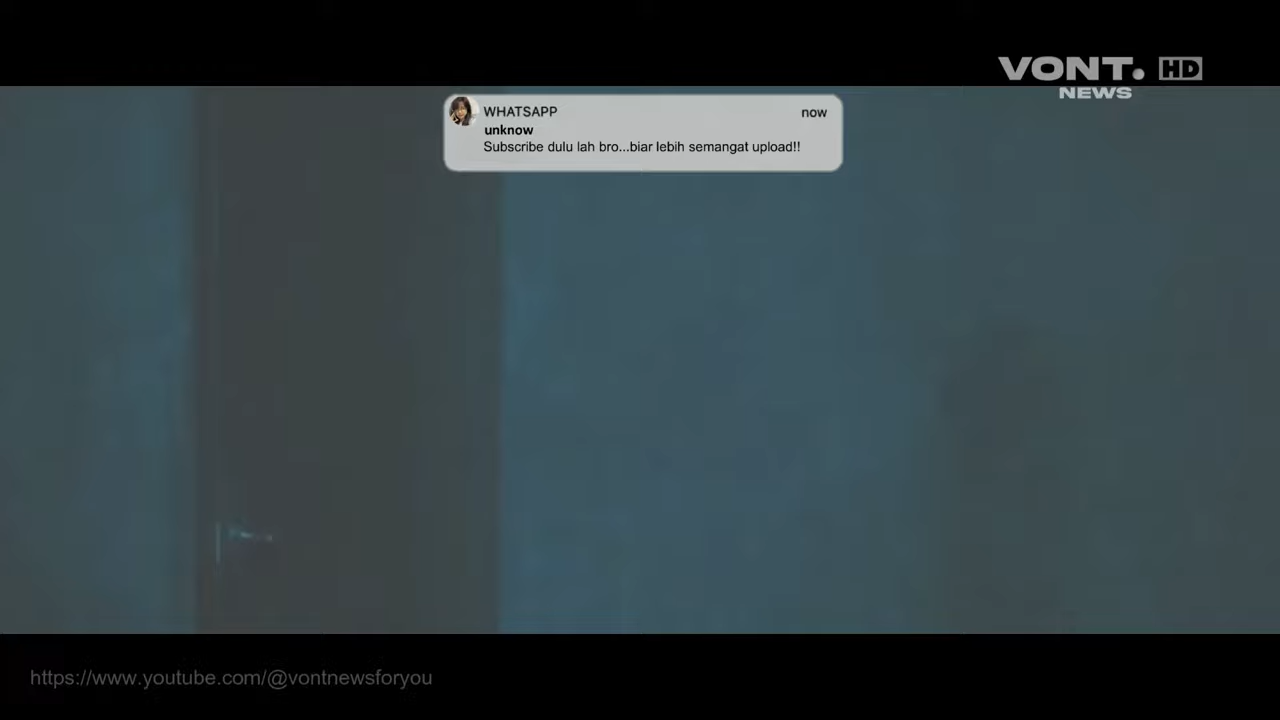 VONT. HD
NEWS
WHATSAPP now
unknow
Subscribe dulu lah bro...biar lebih semangat upload!!
https://www.youtube.com/@vontnewsforyou